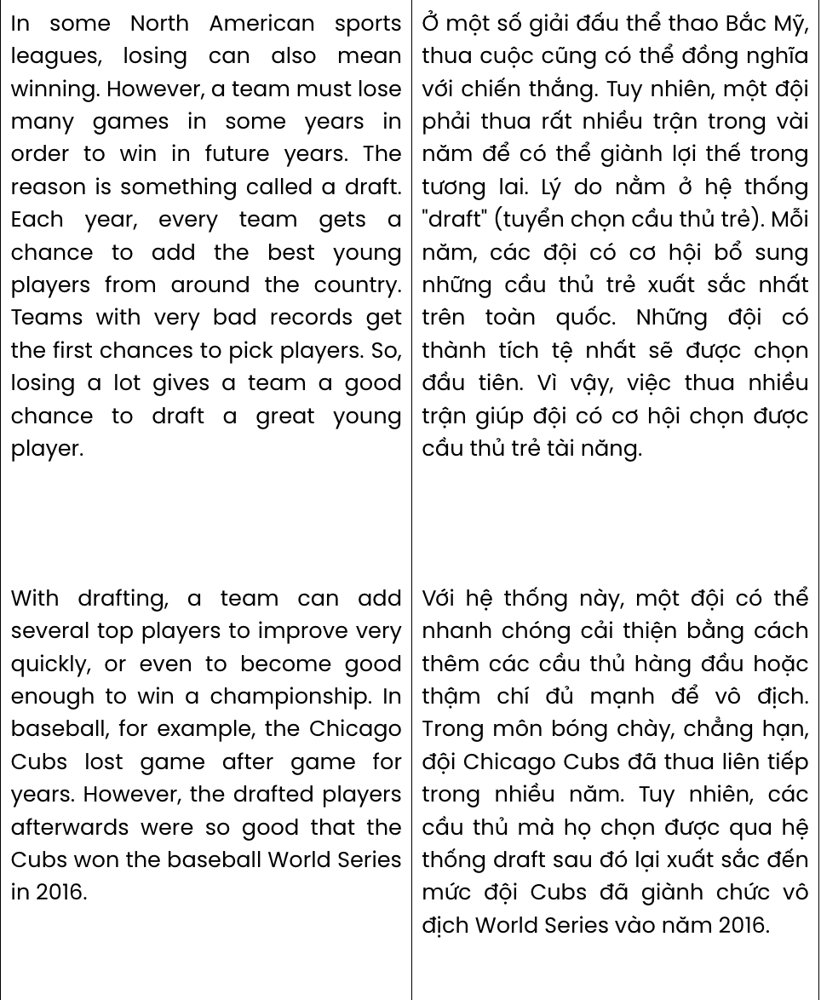 In some North American sports
leagues, losing can also mean
winning. However, a team must lose
many games in some years in
order to win in future years. The
reason is something called a draft.
Each year, every team gets a
chance to add the best young
players from around the country.
Teams with very bad records get
the first chances to pick players. So,
losing a lot gives a team a good
chance to draft a great young
player.
Ở một số giải đấu thể thao Bắc Mỹ,
thua cuộc cũng có thể đồng nghĩa
với chiến thắng. Tuy nhiên, một đội
phải thua rất nhiều trận trong vài
năm để có thể giành lợi thế trong
tương lai. Lý do nằm ở hệ thống
"draft" (tuyển chọn cầu thủ trẻ). Mỗi
năm, các đội có cơ hội bổ sung
những cầu thủ trẻ xuất sắc nhất
trên toàn quốc. Những đội có
thành tích tệ nhất sẽ được chọn
đầu tiên. Vì vậy, việc thua nhiều
trận giúp đội có cơ hội chọn được
cầu thủ trẻ tài năng.
With drafting, a team can add
several top players to improve very
quickly, or even to become good
enough to win a championship. In
baseball, for example, the Chicago
Cubs lost game after game for
years. However, the drafted players
afterwards were so good that the
Cubs won the baseball World Series
in 2016.
Với hệ thống này, một đội có thể
nhanh chóng cải thiện bằng cách
thêm các cầu thủ hàng đầu hoặc
thậm chí đủ mạnh để vô địch.
Trong môn bóng chày, chẳng hạn,
đội Chicago Cubs đã thua liên tiếp
trong nhiều năm. Tuy nhiên, các
cầu thủ mà họ chọn được qua hệ
thống draft sau đó lại xuất sắc đến
mức đội Cubs đã giành chức vô
địch World Series vào năm 2016.